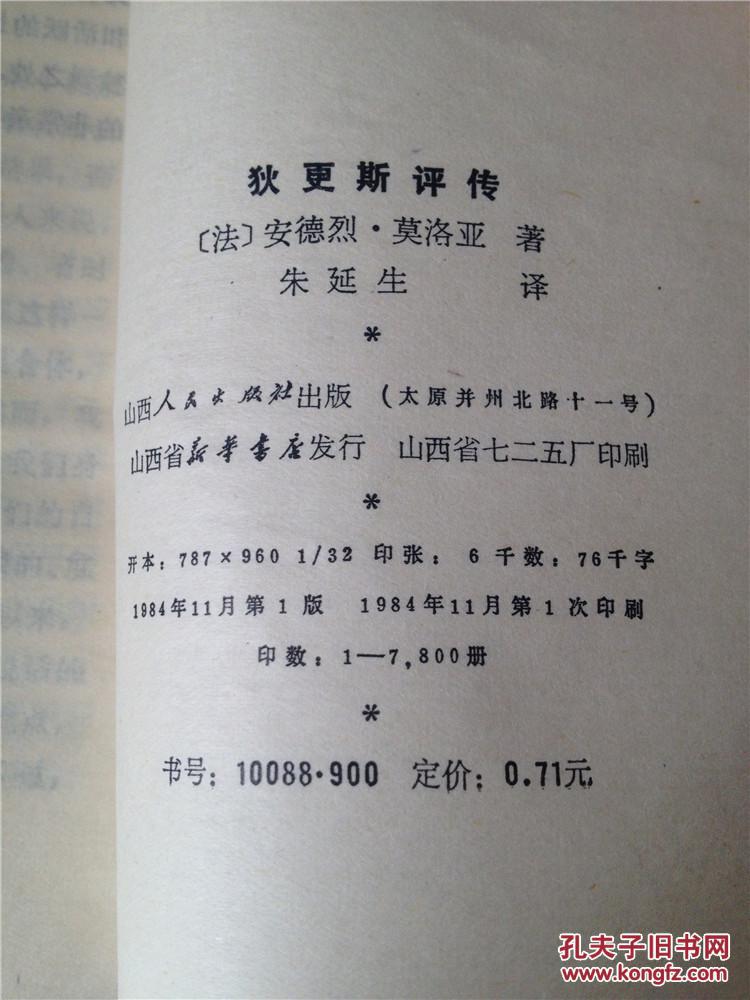 狄更斯评传
〔法〕安德烈·莫洛亚 著
朱延生 译
*
山西人民出版社出版 (太原并州北路十一号)
山西省新华书店发行 山西省七二五厂印刷
*
开本：787×960 1/32 印张：6 千数：76千字
1984年11月第1版 1984年11月第1次印刷
印数：1—7,800册
*
书号：10088·900 定价：0.71元
孔夫子旧书网
www.kongfz.com